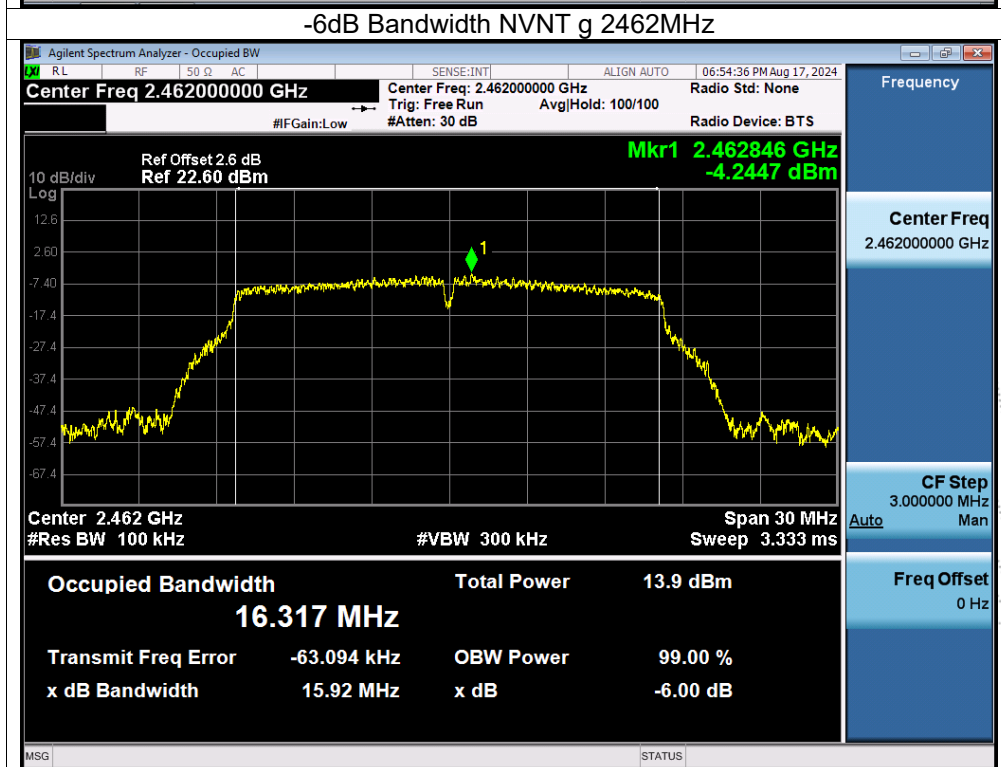 -6dB Bandwidth NVNT g 2462MHz
Agilent Spectrum Analyzer - Occupied BW
LXI RL RF 50 Ω AC SENSE:INT ALIGN AUTO 06:54:36 PM Aug 17, 2024
Center Freq 2.462000000 GHz
Center Freq: 2.462000000 GHz
Radio Std: None
Trig: Free Run Avg|Hold: 100/100
#IFGain:Low
#Atten: 30 dB
Radio Device: BTS
Frequency
Mkr1 2.462846 GHz
-4.2447 dBm
Ref Offset 2.6 dB
10 dB/div Ref 22.60 dBm
Log
12.6
2.60
-7.40
-17.4
-27.4
-37.4
-47.4
-57.4
-67.4
1
Center 2.462 GHz
Span 30 MHz
#Res BW 100 kHz
#VBW 300 kHz
Sweep 3.333 ms
Center Freq
2.462000000 GHz
CF Step
3.000000 MHz
Auto Man
Freq Offset
0 Hz
Occupied Bandwidth
16.317 MHz
Total Power 13.9 dBm
Transmit Freq Error -63.094 kHz
OBW Power 99.00 %
x dB Bandwidth 15.92 MHz
x dB -6.00 dB
MSG
STATUS